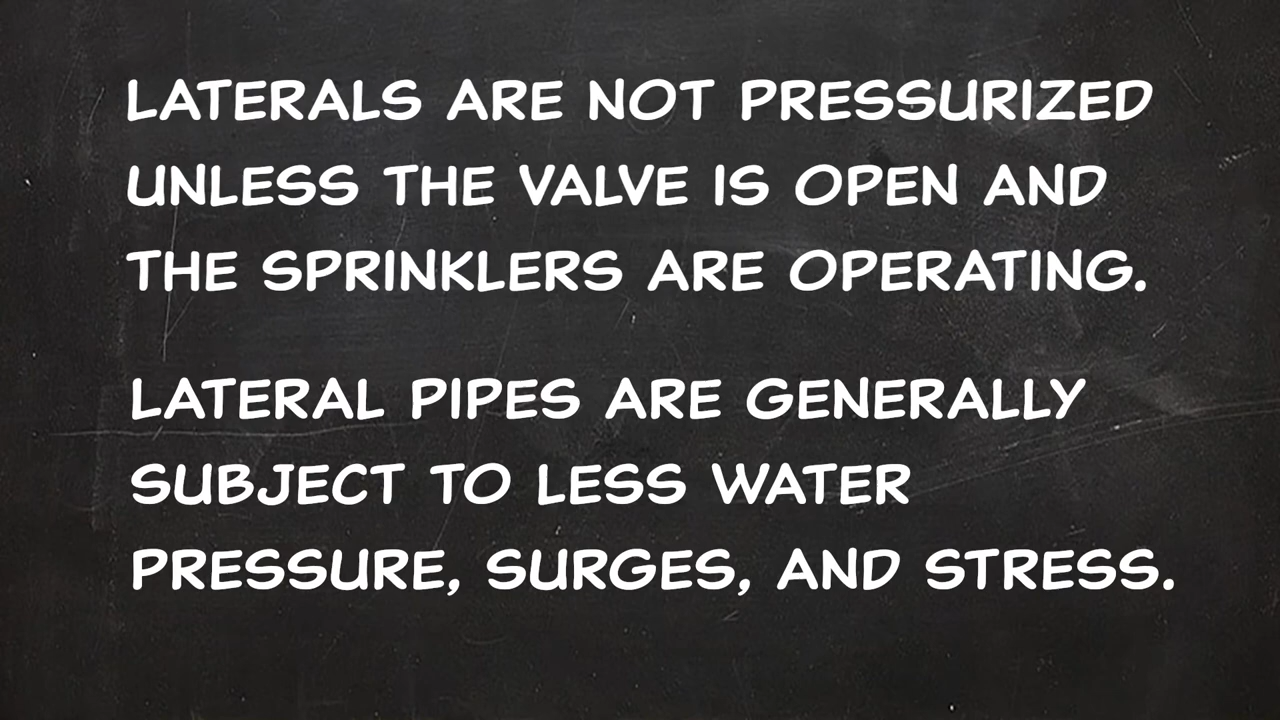 LATERALS ARE NOT PRESSURIZED
UNLESS THE VALVE IS OPEN AND
THE SPRINKLERS ARE OPERATING.
LATERAL PIPES ARE GENERALLY
SUBJECT TO LESS WATER
PRESSURE, SURGES, AND STRESS.